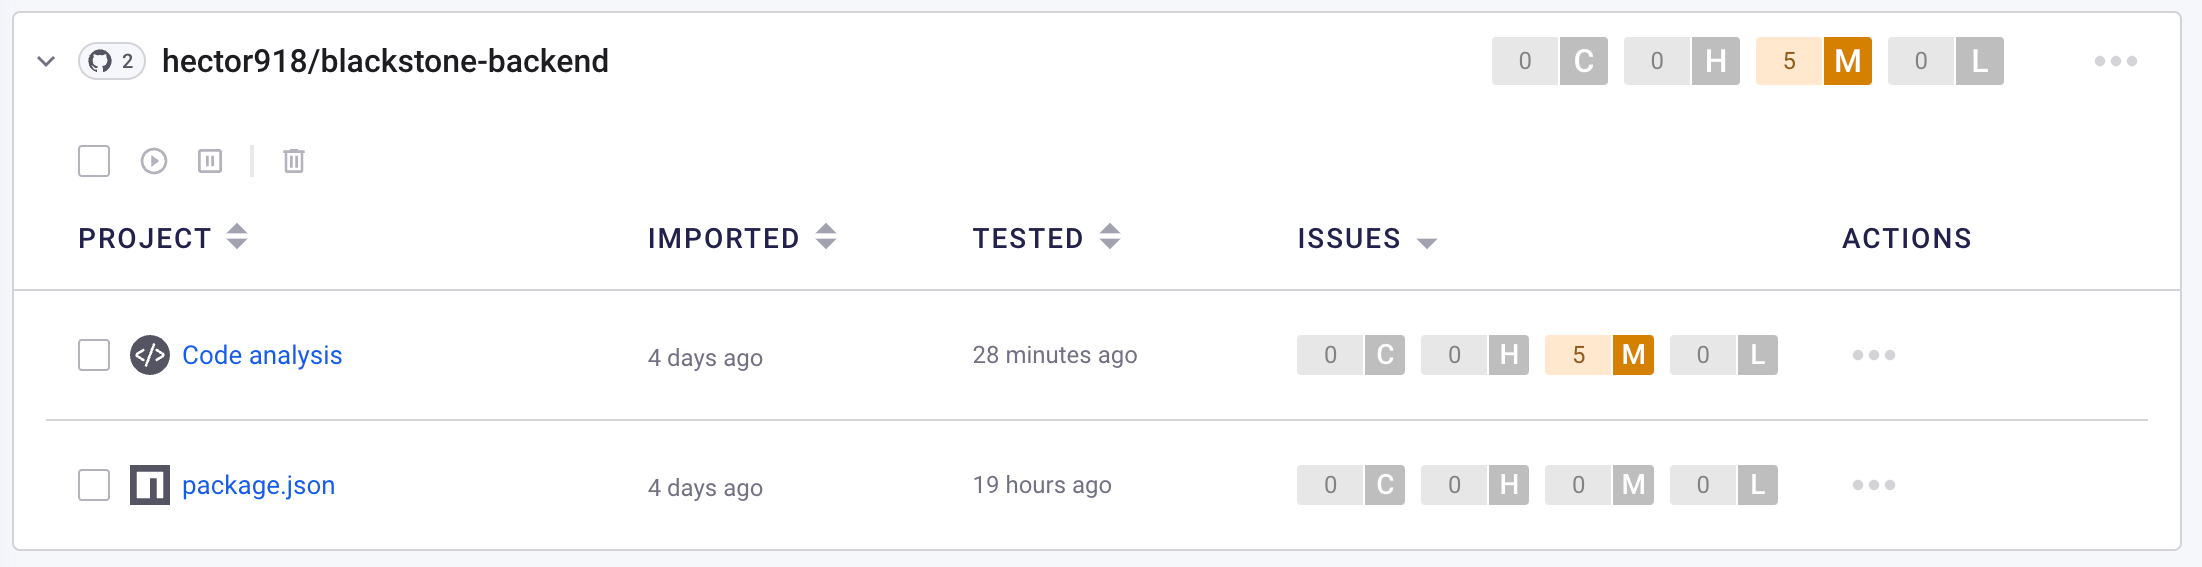 2 hector918/blackstone-backend 0 C 0 H 5 M 0 L
PROJECT IMPORTED TESTED ISSUES ACTIONS
Code analysis 4 days ago 28 minutes ago 0 C 0 H 5 M 0 L
package.json 4 days ago 19 hours ago 0 C 0 H 0 M 0 L